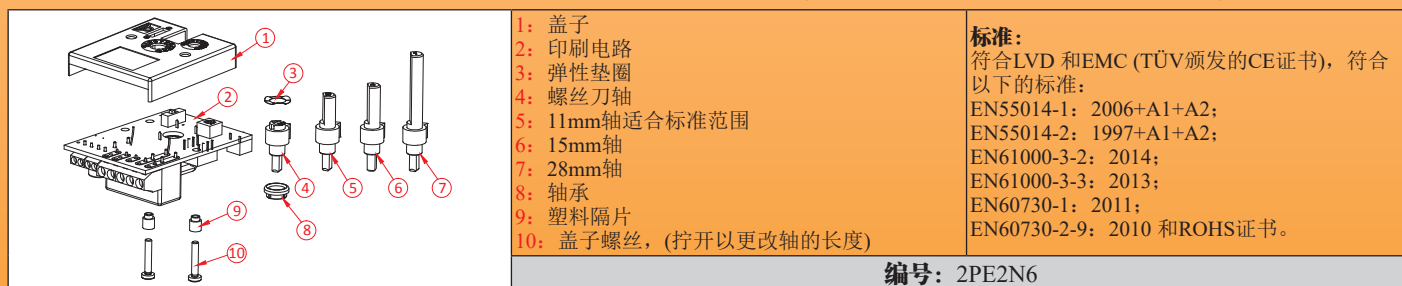 1
2
3
4
5
6
7
8
9
10
1：盖子
2：印刷电路
3：弹性垫圈
4：螺丝刀轴
5：11mm轴适合标准范围
6：15mm轴
7：28mm轴
8：轴承
9：塑料隔片
10：盖子螺丝，(拧开以更改轴的长度)
标准：
符合LVD 和EMC (TÜV颁发的CE证书)，符合
以下的标准：
EN55014-1：2006+A1+A2；
EN55014-2：1997+A1+A2；
EN61000-3-2：2014；
EN61000-3-3：2013；
EN60730-1：2011；
EN60730-2-9：2010 和ROHS证书。
编号：2PE2N6